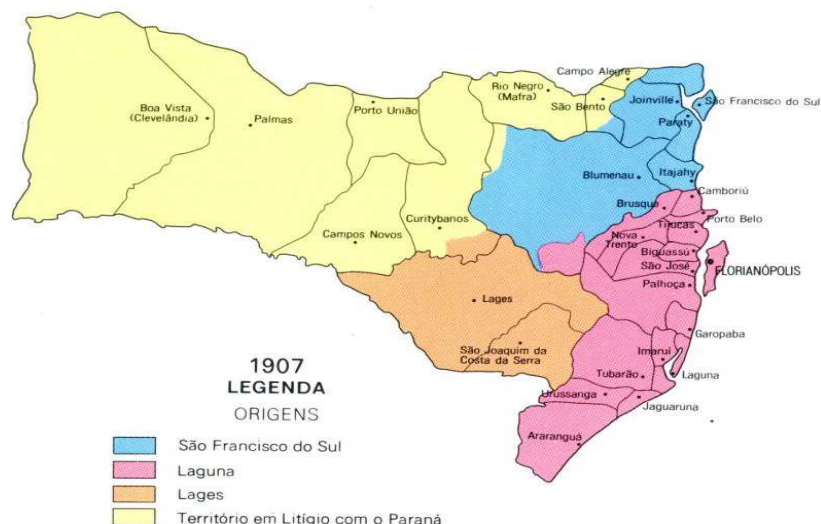 Campo Alegre
Rio Negro
(Mafra)
São Bento
Joinville
São Francisco do Sul
Paraty
Boa Vista
(Clevelândia)
Palmas
Porto União
Blumenau
Itajahy
Camboriú
Brusque
Porto Belo
Tijucas
Nova
Trento
Biguassú
Curitybanos
Campos Novos
São José
FLORIANÓPOLIS
Palhoça
Lages
Garopaba
São Joaquim da
Costa da Serra
Imaruí
Tubarão
Laguna
Urussanga
Jaguaruna
Araranguá
1907
LEGENDA
ORIGENS
São Francisco do Sul
Laguna
Lages
Território em Litígio com o Paraná